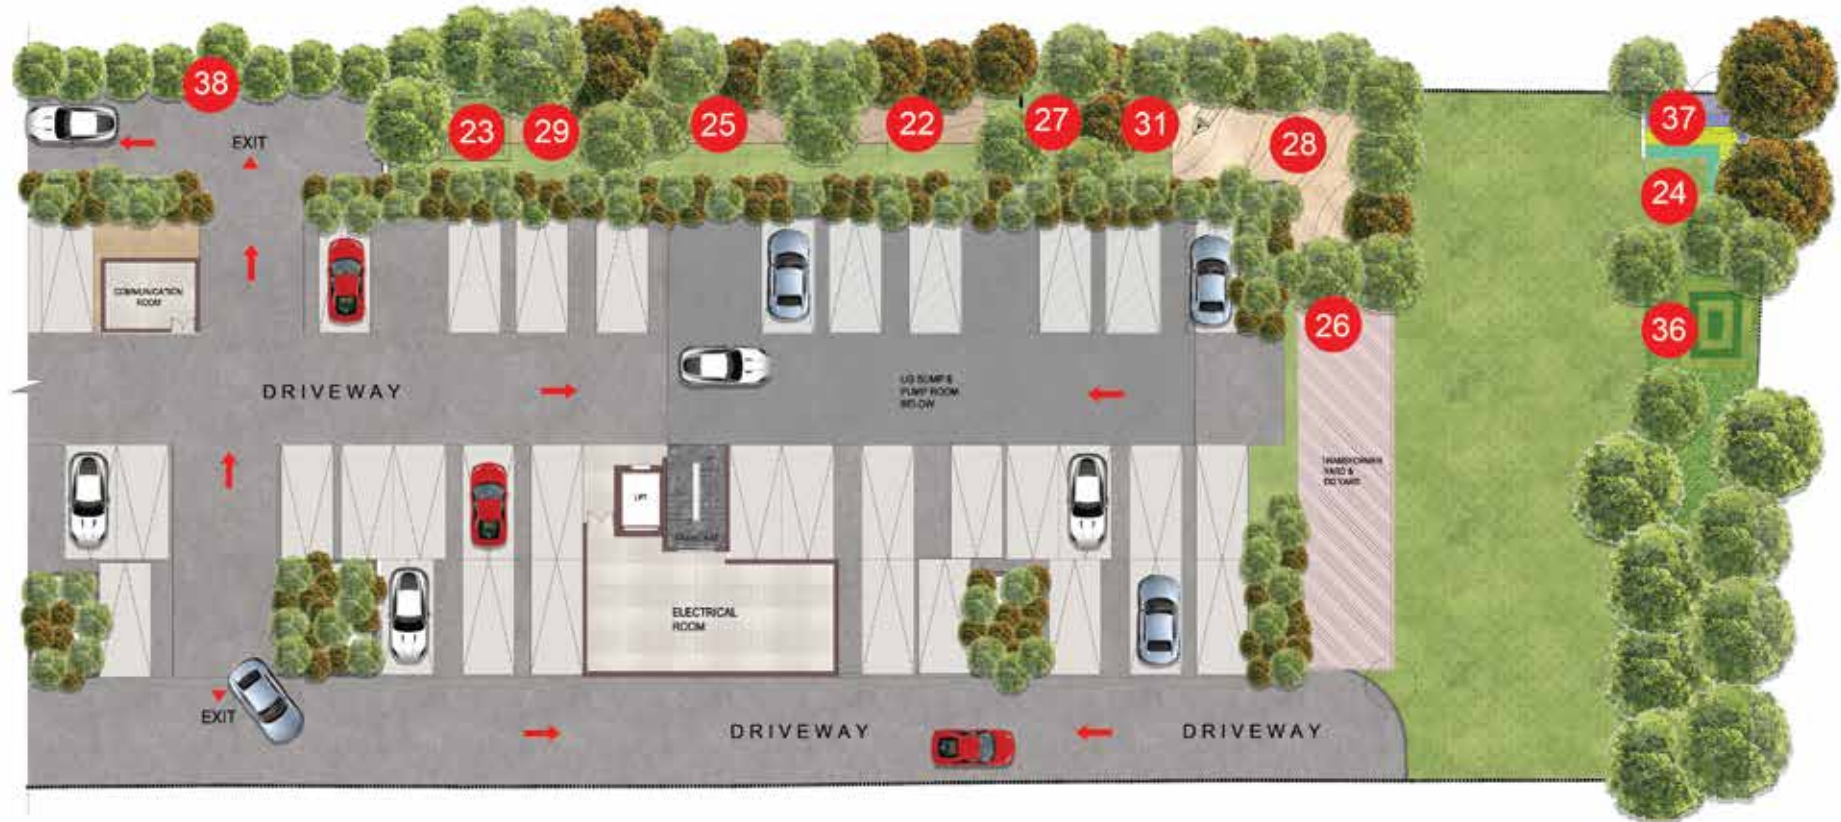 38
23
29
25
22
27
31
28
37
24
EXIT
COMMUNICATION
ROOM
26
36
DRIVEWAY
UG SUMP &
PUMP ROOM
BELOW
TRANSFORMER
YARD &
DG YARD
LIFT
ELECTRICAL
ROOM
EXIT
DRIVEWAY
DRIVEWAY